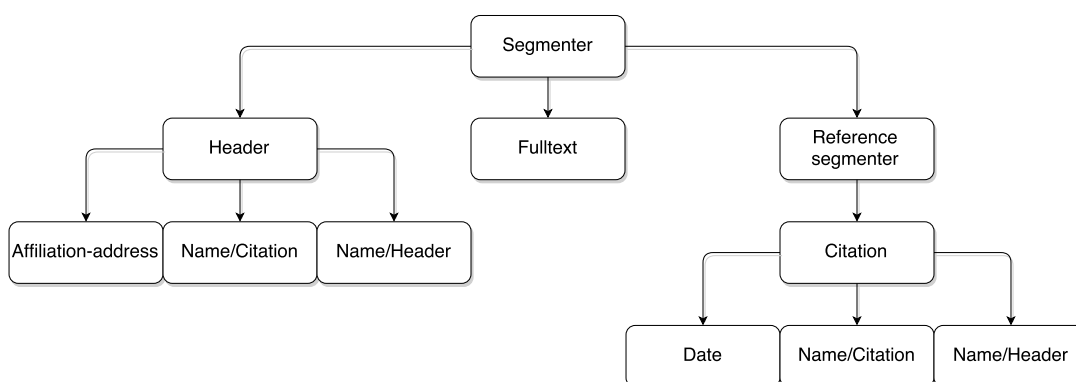 Segmenter
Header
Fulltext
Reference
segmenter
Affiliation-address
Name/Citation
Name/Header
Citation
Date
Name/Citation
Name/Header